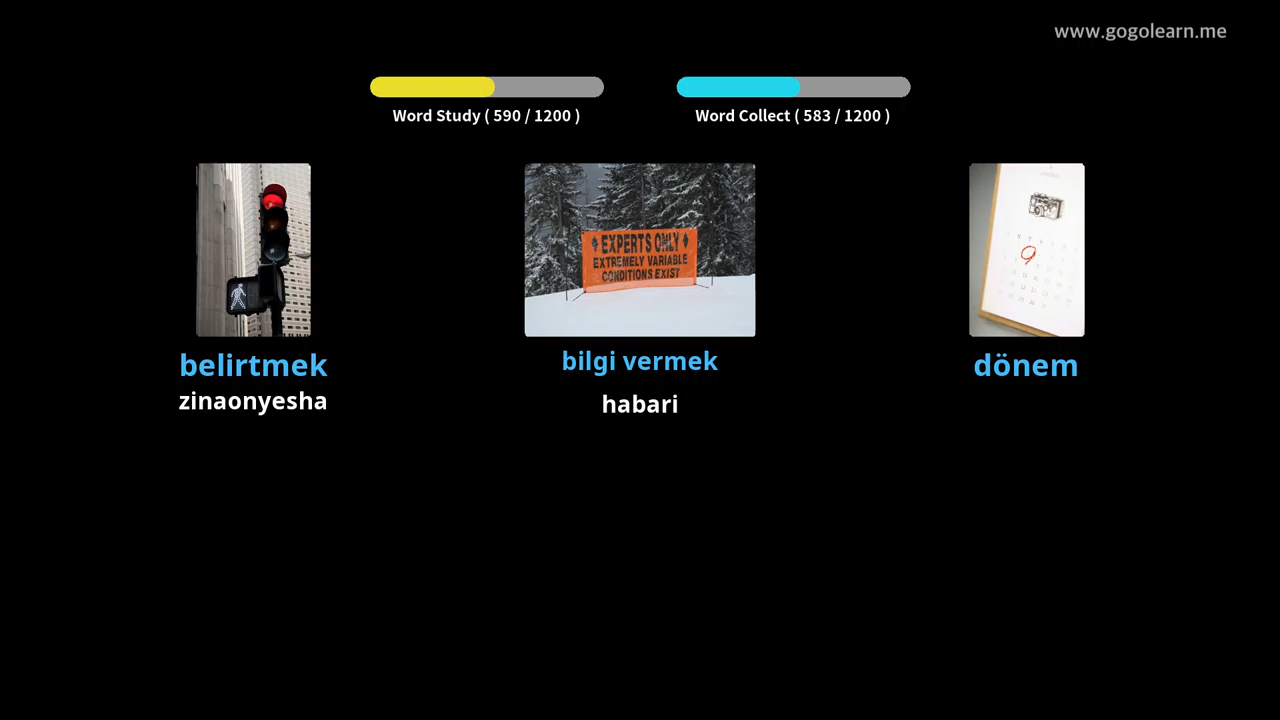 www.gogolearn.me
Word Study ( 590 / 1200 )
Word Collect ( 583 / 1200 )
EXPERTS ONLY
EXTREMELY VARIABLE
CONDITIONS EXIST
9
belirtmek
bilgi vermek
dönem
zinaonyesha
habari